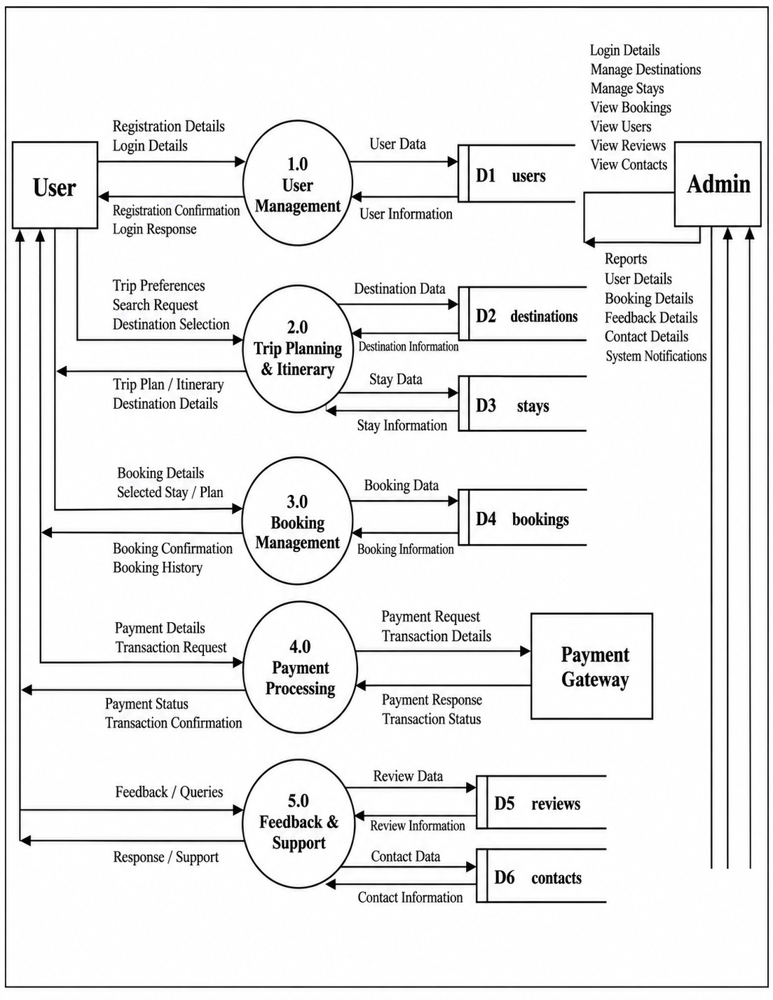 Login Details
Manage Destinations
Manage Stays
View Bookings
View Users
View Reviews
View Contacts
Registration Details
Login Details
User
1.0
User
Management
User Data
D1 users
Admin
Registration Confirmation
Login Response
User Information
Reports
User Details
Booking Details
Feedback Details
Contact Details
System Notifications
Trip Preferences
Search Request
Destination Selection
2.0
Trip Planning
& Itinerary
Destination Data
D2 destinations
Destination Information
Trip Plan / Itinerary
Destination Details
Stay Data
D3 stays
Stay Information
Booking Details
Selected Stay / Plan
3.0
Booking
Management
Booking Data
D4 bookings
Booking Information
Booking Confirmation
Booking History
Payment Details
Transaction Request
4.0
Payment
Processing
Payment Request
Transaction Details
Payment
Gateway
Payment Status
Transaction Confirmation
Payment Response
Transaction Status
Feedback / Queries
5.0
Feedback &
Support
Review Data
D5 reviews
Review Information
Response / Support
Contact Data
D6 contacts
Contact Information